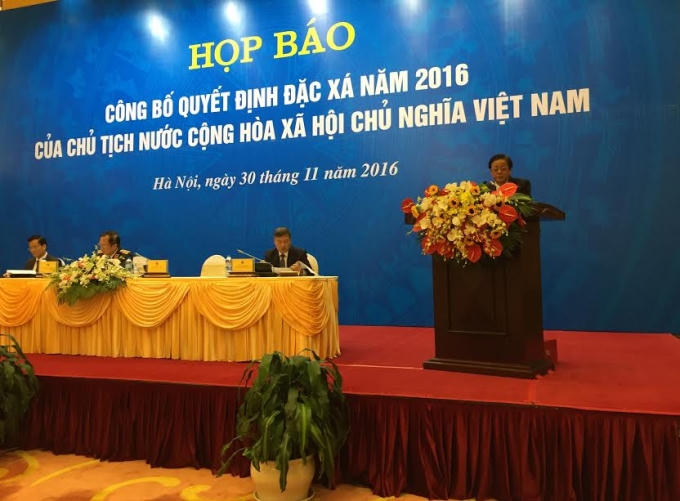 HỌP BÁO
CÔNG BỐ QUYẾT ĐỊNH ĐẶC XÁ NĂM 2016
CỦA CHỦ TỊCH NƯỚC CỘNG HÒA XÃ HỘI CHỦ NGHĨA VIỆT NAM
Hà Nội, ngày 30 tháng 11 năm 2016